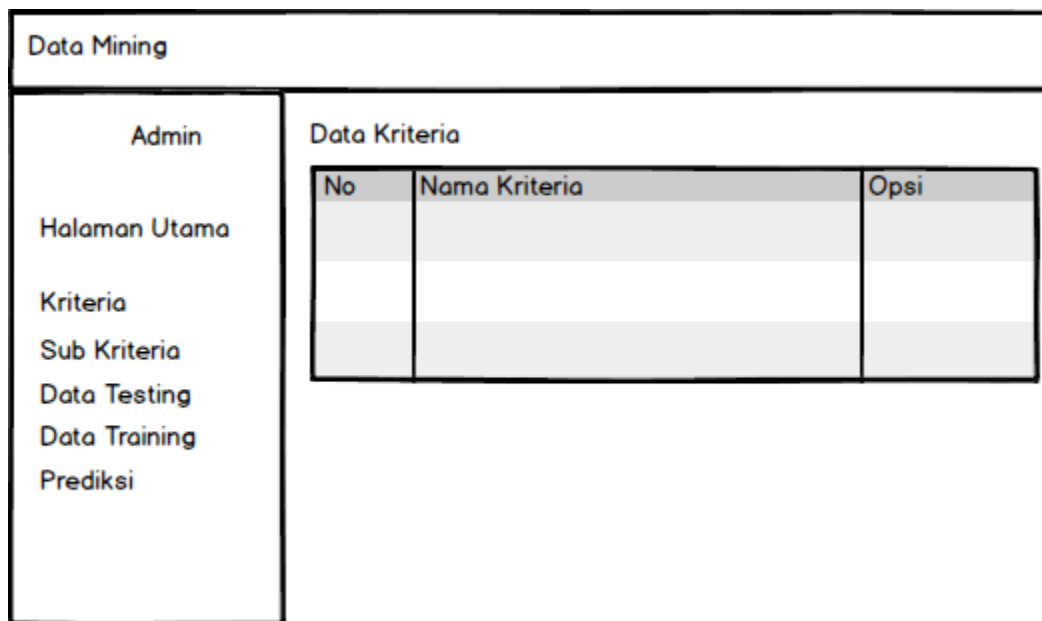 Data Mining
Admin
Halaman Utama
Kriteria
Sub Kriteria
Data Testing
Data Training
Prediksi
Data Kriteria
No Nama Kriteria Opsi